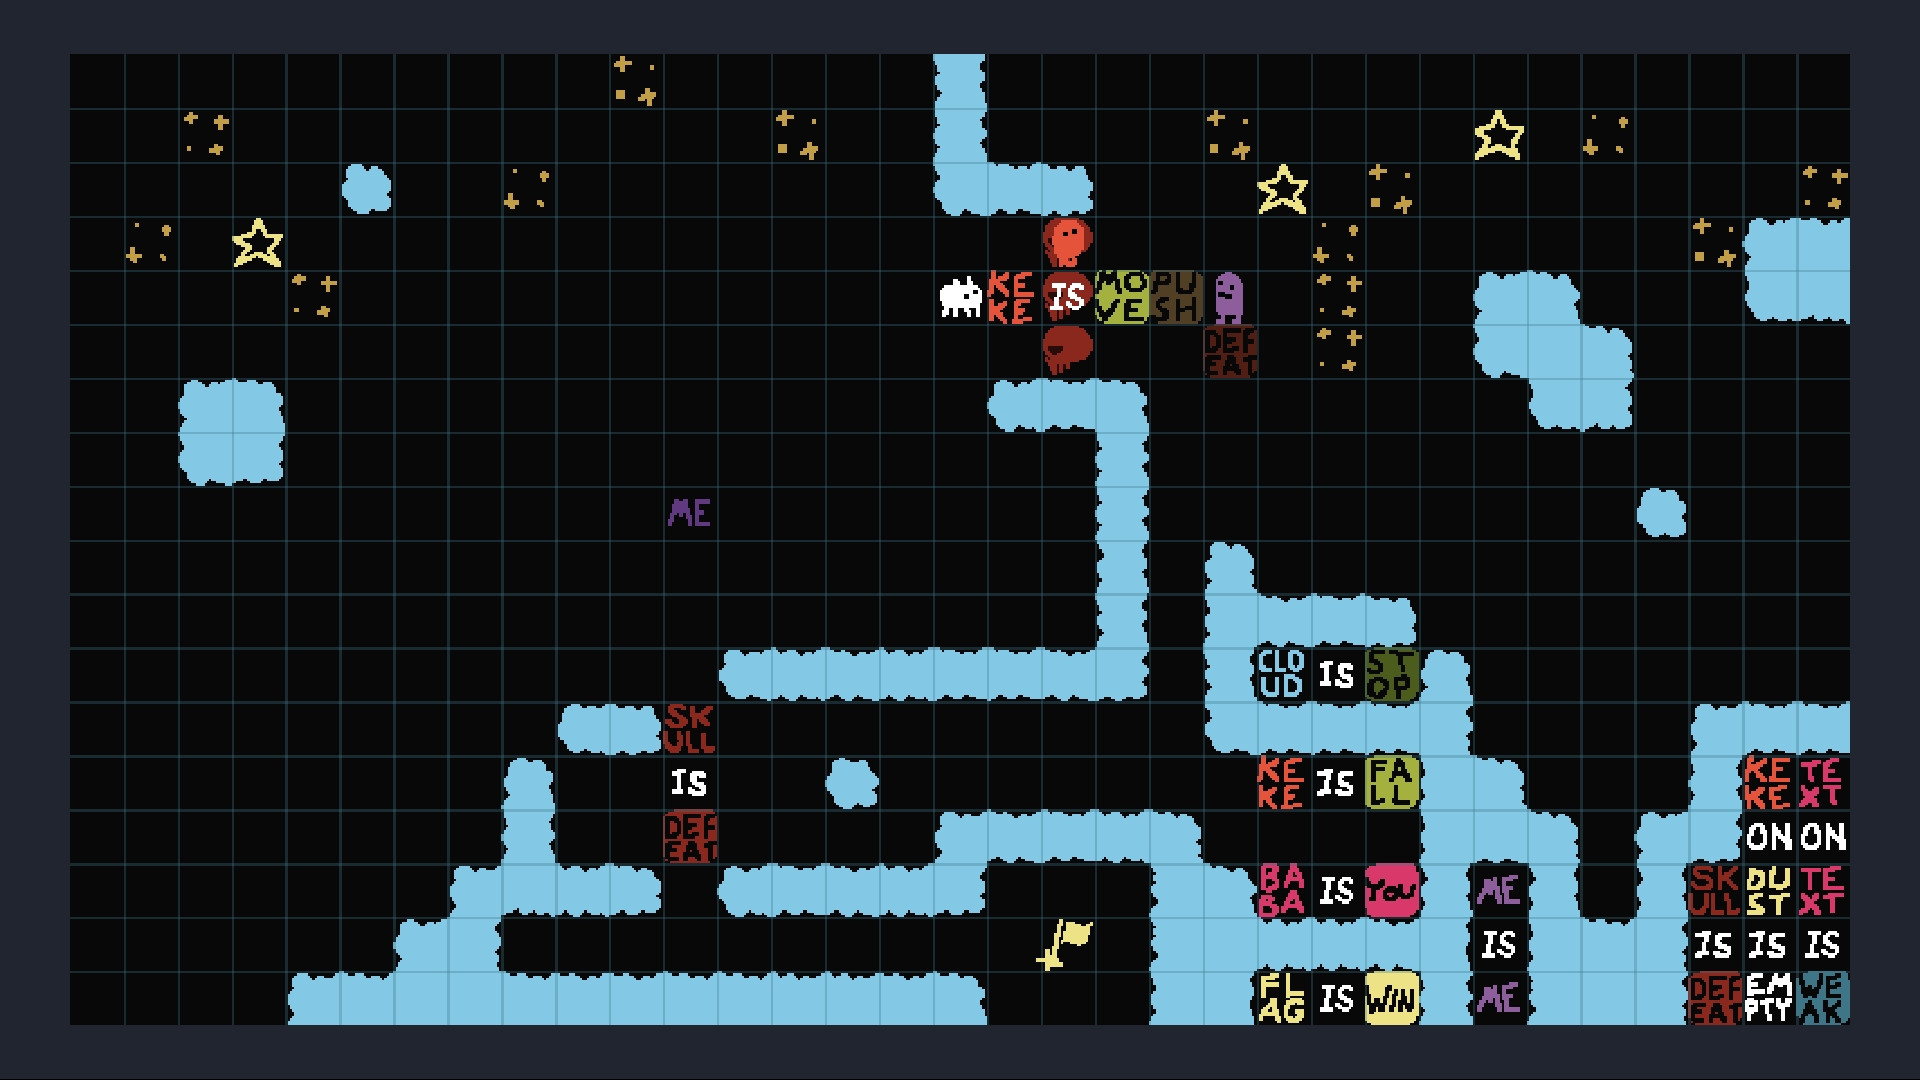 KEKE IS MOVE PUSH
DEFEAT
ME
CLOUD IS STOP
SKULL
IS
DEFEAT
KEKE IS FALL
BABA IS YOU
FLAG IS WIN
ME
IS
ME
KEKE TEXT
ON ON
SKULL DUST TEXT
IS IS IS
DEFEAT EMPTY WEAK